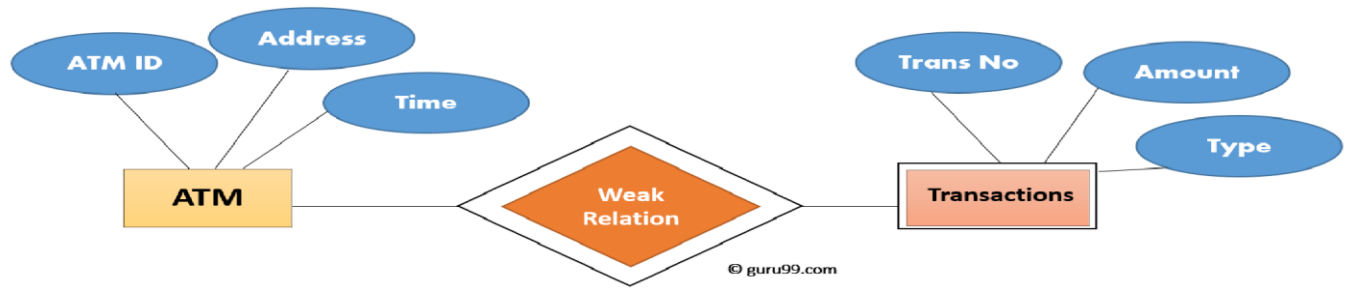 ATM ID
Address
Time
ATM
Weak
Relation
© guru99.com
Trans No
Amount
Type
Transactions